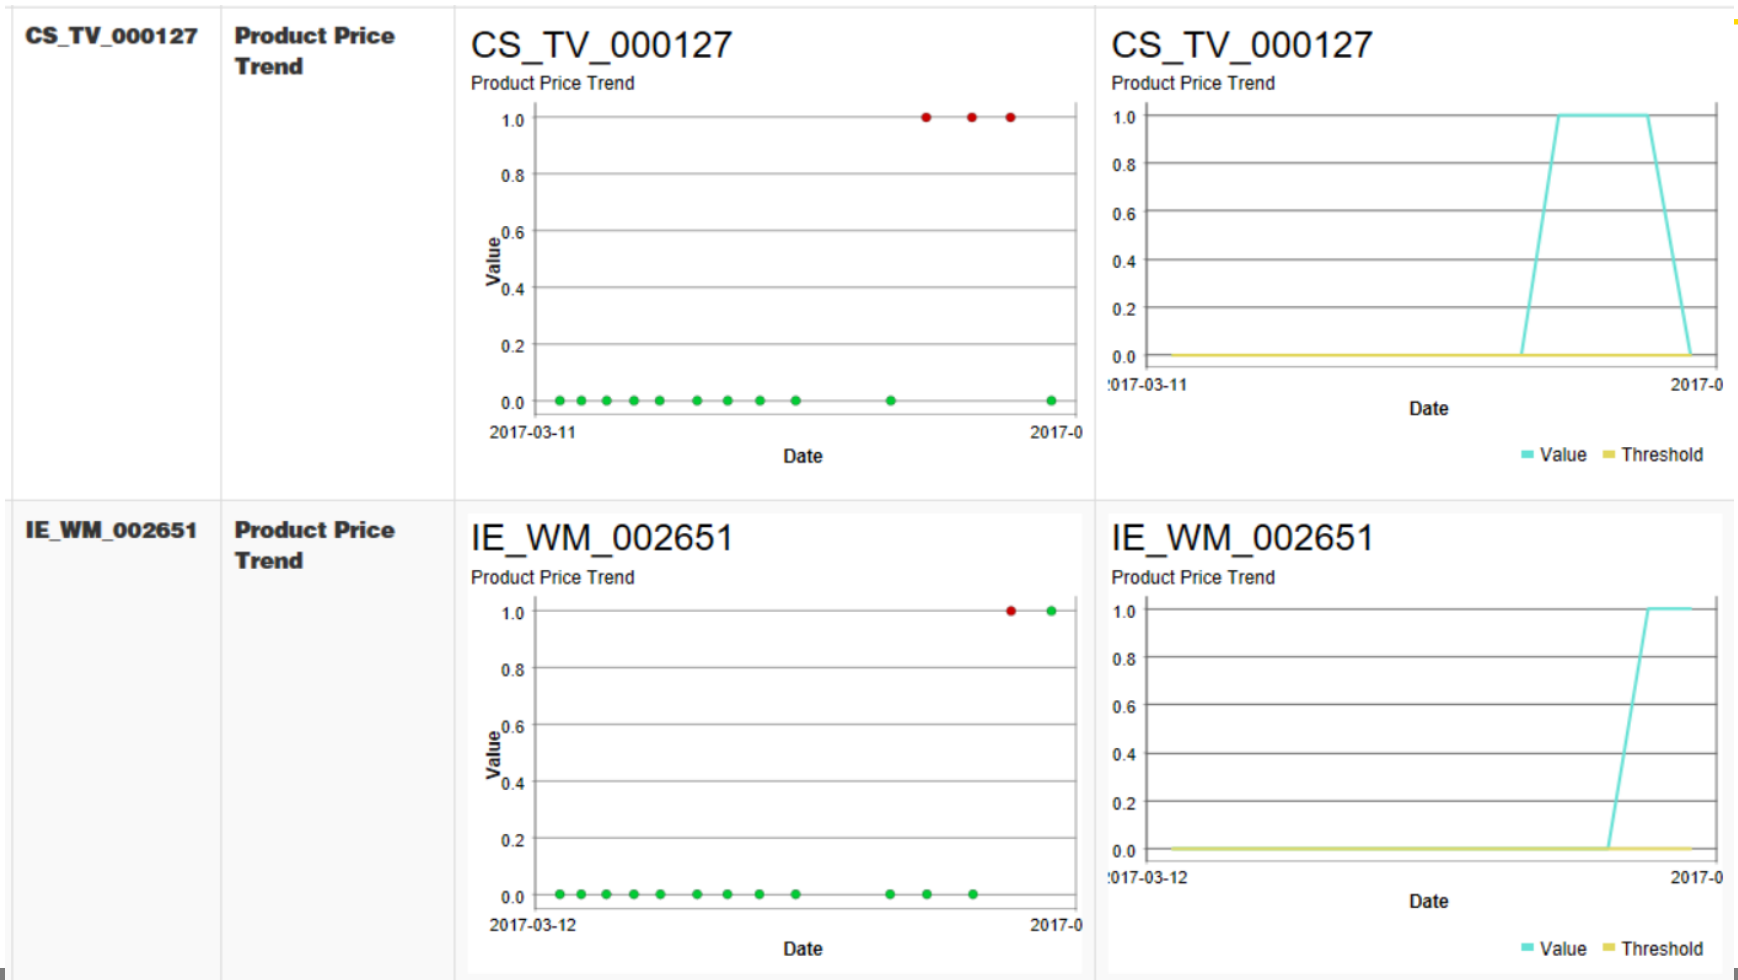 CS_TV_000127
Product Price
Trend
CS_TV_000127
Product Price Trend
1.0
0.8
0.6
0.4
0.2
0.0
Value
2017-03-11
2017-0
Date
CS_TV_000127
Product Price Trend
1.0
0.8
0.6
0.4
0.2
0.0
2017-03-11
2017-0
Date
Value
Threshold
IE_WM_002651
Product Price
Trend
IE_WM_002651
Product Price Trend
1.0
0.8
0.6
0.4
0.2
0.0
Value
2017-03-12
2017-0
Date
IE_WM_002651
Product Price Trend
1.0
0.8
0.6
0.4
0.2
0.0
2017-03-12
2017-0
Date
Value
Threshold